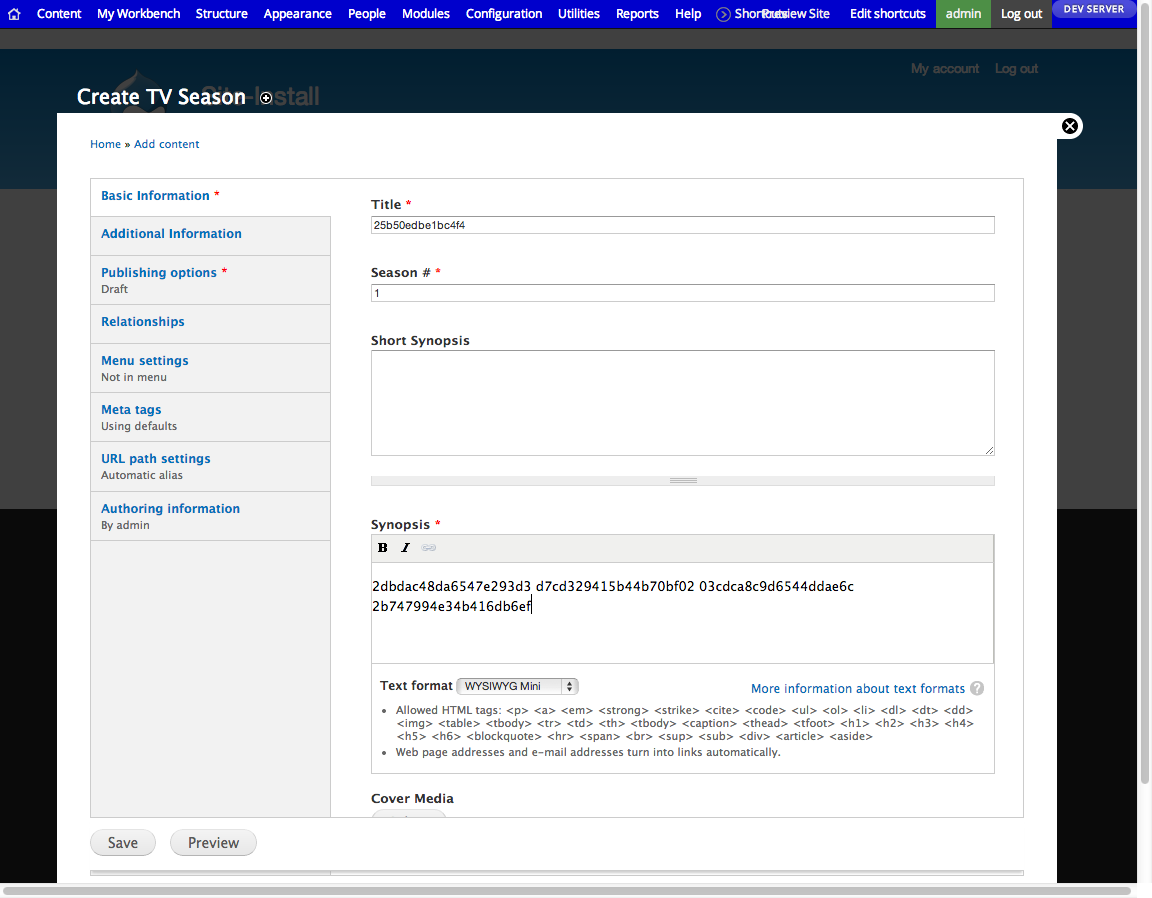 Content My Workbench Structure Appearance People Modules Configuration Utilities Reports Help Shortcuts Preview Site Edit shortcuts admin Log out DEV SERVER
My account Log out
Site-Install
Create TV Season
Home » Add content
Basic Information *
Additional Information
Publishing options *
Draft
Relationships
Menu settings
Not in menu
Meta tags
Using defaults
URL path settings
Automatic alias
Authoring information
By admin
Title *
25b50edbe1bc4f4
Season # *
1
Short Synopsis
Synopsis *
B I
2dbdac48da6547e293d3 d7cd329415b44b70bf02 03cdca8c9d6544ddae6c
2b747994e34b416db6ef
Text format WYSIWYG Mini
More information about text formats ?
• Allowed HTML tags: <p> <a> <em> <strong> <strike> <cite> <code> <ul> <ol> <li> <dl> <dt> <dd>
<img> <table> <tbody> <tr> <td> <th> <tbody> <caption> <thead> <tfoot> <h1> <h2> <h3> <h4>
<h5> <h6> <blockquote> <hr> <span> <br> <sup> <sub> <div> <article> <aside>
• Web page addresses and e-mail addresses turn into links automatically.
Cover Media
Save Preview